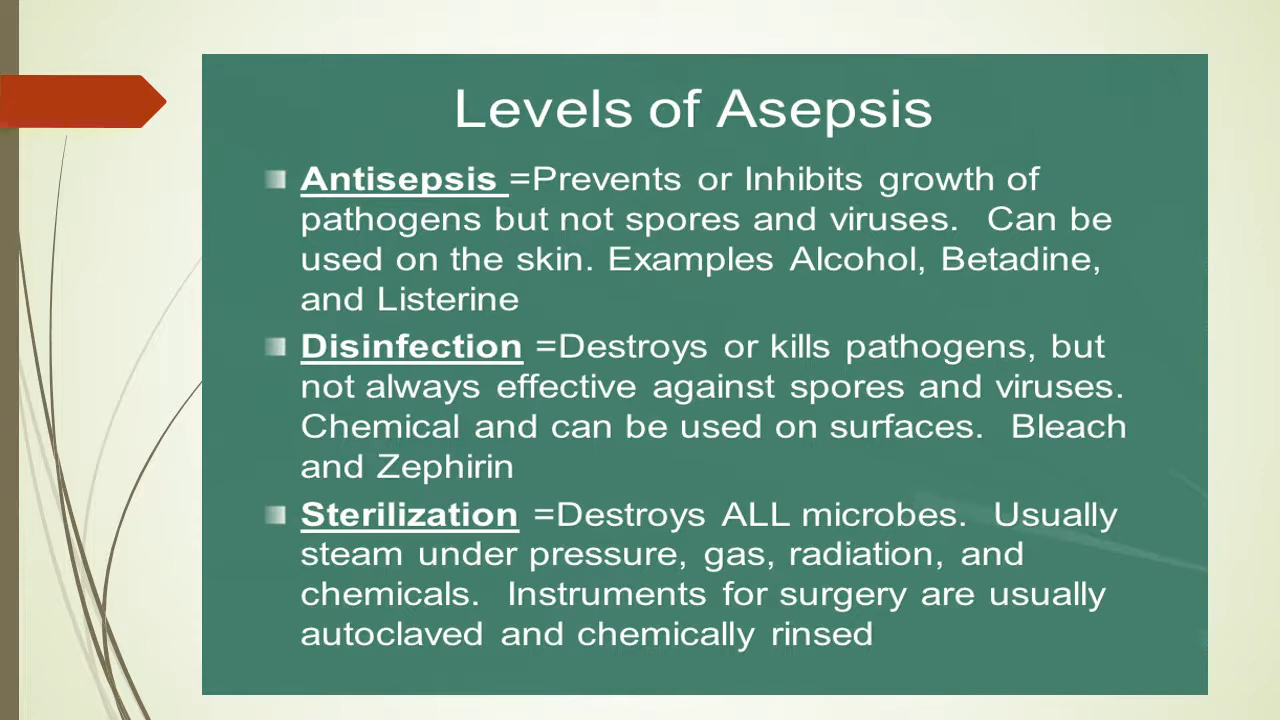 Levels of Asepsis
Antisepsis =Prevents or Inhibits growth of
pathogens but not spores and viruses. Can be
used on the skin. Examples Alcohol, Betadine,
and Listerine
Disinfection =Destroys or kills pathogens, but
not always effective against spores and viruses.
Chemical and can be used on surfaces. Bleach
and Zephirin
Sterilization =Destroys ALL microbes. Usually
steam under pressure, gas, radiation, and
chemicals. Instruments for surgery are usually
autoclaved and chemically rinsed